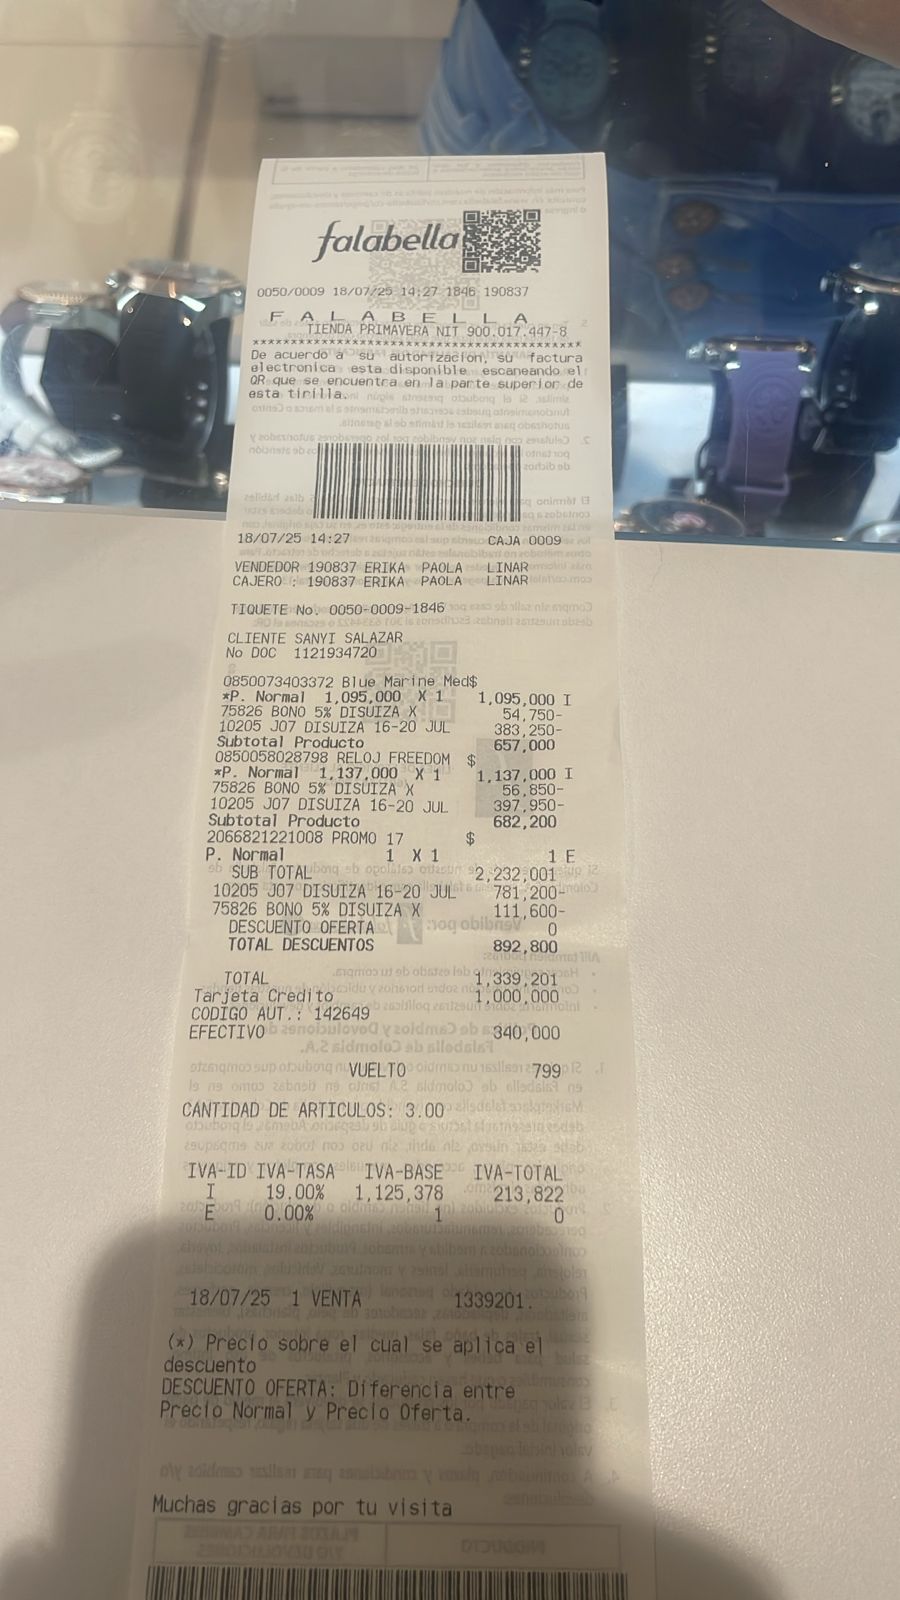 falabella
0050/0009 18/07/25 14:27 1846 190837
F A L A B E L L A
TIENDA PRIMAVERA NIT 900.017.447-8
************************************************
De acuerdo a su autorizacion, su factura
electronica esta disponible escaneando el
QR que se encuentra en la parte superior de
esta tirilla.
18/07/25 14:27 CAJA 0009
VENDEDOR 190837 ERIKA PAOLA LINAR
CAJERO : 190837 ERIKA PAOLA LINAR
TIQUETE No. 0050-0009-1846
CLIENTE SANYI SALAZAR
No DOC 1121934720
0850073403372 Blue Marine Med$
*P. Normal 1,095,000 X 1 1,095,000 I
75826 BONO 5% DISUIZA X 54,750-
10205 J07 DISUIZA 16-20 JUL 383,250-
Subtotal Producto 657,000
0850058028798 RELOJ FREEDOM $
*P. Normal 1,137,000 X 1 1,137,000 I
75826 BONO 5% DISUIZA X 56,850-
10205 J07 DISUIZA 16-20 JUL 397,950-
Subtotal Producto 682,200
2066821221008 PROMO 17 $
P. Normal 1 X 1 1 E
SUB TOTAL 2,232,001
10205 J07 DISUIZA 16-20 JUL 781,200-
75826 BONO 5% DISUIZA X 111,600-
DESCUENTO OFERTA 0
TOTAL DESCUENTOS 892,800
TOTAL 1,339,201
Tarjeta Credito 1,000,000
CODIGO AUT.: 142649
EFECTIVO 340,000
VUELTO 799
CANTIDAD DE ARTICULOS: 3.00
IVA-ID IVA-TASA IVA-BASE IVA-TOTAL
I 19.00% 1,125,378 213,822
E 0.00% 1 0
18/07/25 1 VENTA 1339201.
(*) Precio sobre el cual se aplica el
descuento
DESCUENTO OFERTA: Diferencia entre
Precio Normal y Precio Oferta.
Muchas gracias por tu visita